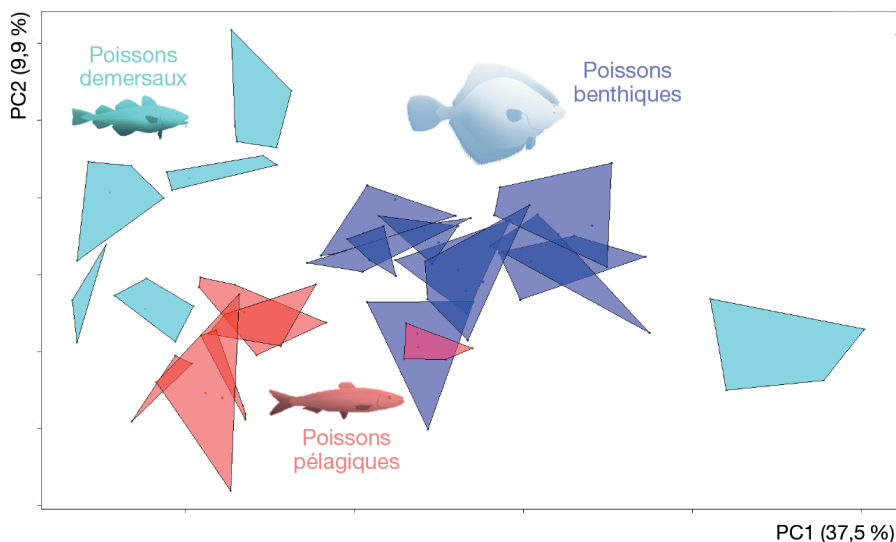 PC2 (9,9 %)
Poissons
demersaux
Poissons
benthiques
Poissons
pélagiques
PC1 (37,5 %)